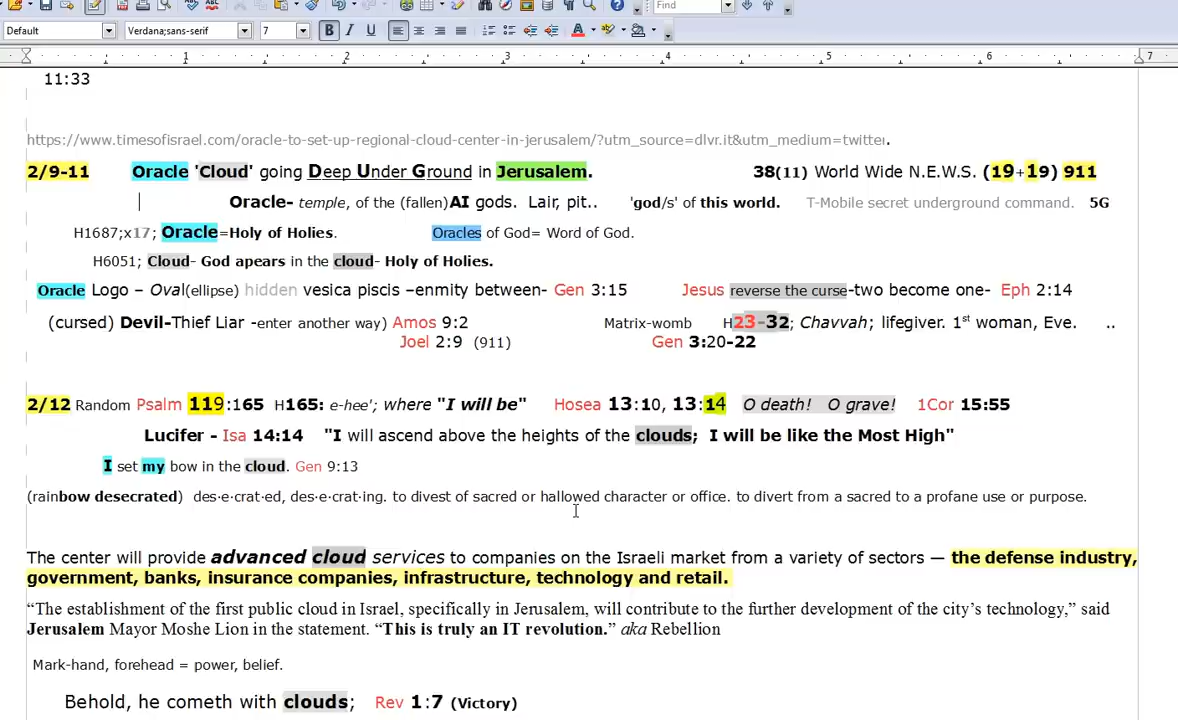 Find
Default Verdana;sans-serif 7 B I U
1 2 3 4 5 6 7
11:33
https://www.timesofisrael.com/oracle-to-set-up-regional-cloud-center-in-jerusalem/?utm_source=dlvr.it&utm_medium=twitter.
2/9-11 Oracle 'Cloud' going Deep Under Ground in Jerusalem. 38(11) World Wide N.E.W.S. (19+19) 911
Oracle- temple, of the (fallen)AI gods. Lair, pit.. 'god/s' of this world. T-Mobile secret underground command. 5G
H1687;x17; Oracle=Holy of Holies. Oracles of God= Word of God.
H6051; Cloud- God apears in the cloud- Holy of Holies.
Oracle Logo – Oval(ellipse) hidden vesica piscis –enmity between- Gen 3:15 Jesus reverse the curse-two become one- Eph 2:14
(cursed) Devil-Thief Liar -enter another way) Amos 9:2 Matrix-womb H23-32; Chavvah; lifegiver. 1st woman, Eve. ..
Joel 2:9 (911) Gen 3:20-22
2/12 Random Psalm 119:165 H165: e-hee'; where "I will be" Hosea 13:10, 13:14 O death! O grave! 1Cor 15:55
Lucifer - Isa 14:14 "I will ascend above the heights of the clouds; I will be like the Most High"
I set my bow in the cloud. Gen 9:13
(rainbow desecrated) des·e·crat·ed, des·e·crat·ing. to divest of sacred or hallowed character or office. to divert from a sacred to a profane use or purpose.
The center will provide advanced cloud services to companies on the Israeli market from a variety of sectors — the defense industry,
government, banks, insurance companies, infrastructure, technology and retail.
“The establishment of the first public cloud in Israel, specifically in Jerusalem, will contribute to the further development of the city’s technology,” said
Jerusalem Mayor Moshe Lion in the statement. “This is truly an IT revolution.” aka Rebellion
Mark-hand, forehead = power, belief.
Behold, he cometh with clouds; Rev 1:7 (Victory)